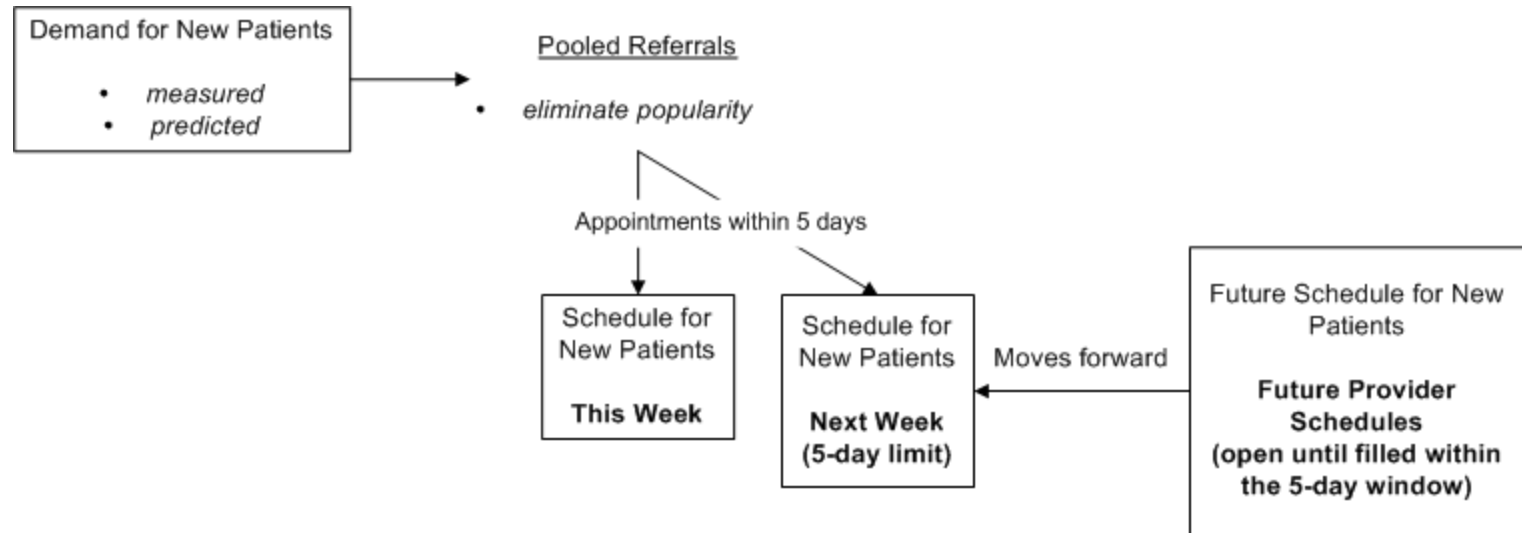 Demand for New Patients
• measured
• predicted
Pooled Referrals
• eliminate popularity
Appointments within 5 days
Schedule for
New Patients
This Week
Schedule for
New Patients
Next Week
(5-day limit)
Moves forward
Future Schedule for New
Patients
Future Provider
Schedules
(open until filled within
the 5-day window)